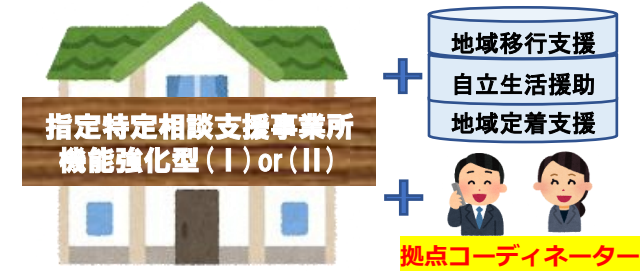 指定特定相談支援事業所
機能強化型(Ⅰ)or(Ⅱ)
地域移行支援
自立生活援助
地域定着支援
拠点コーディネーター